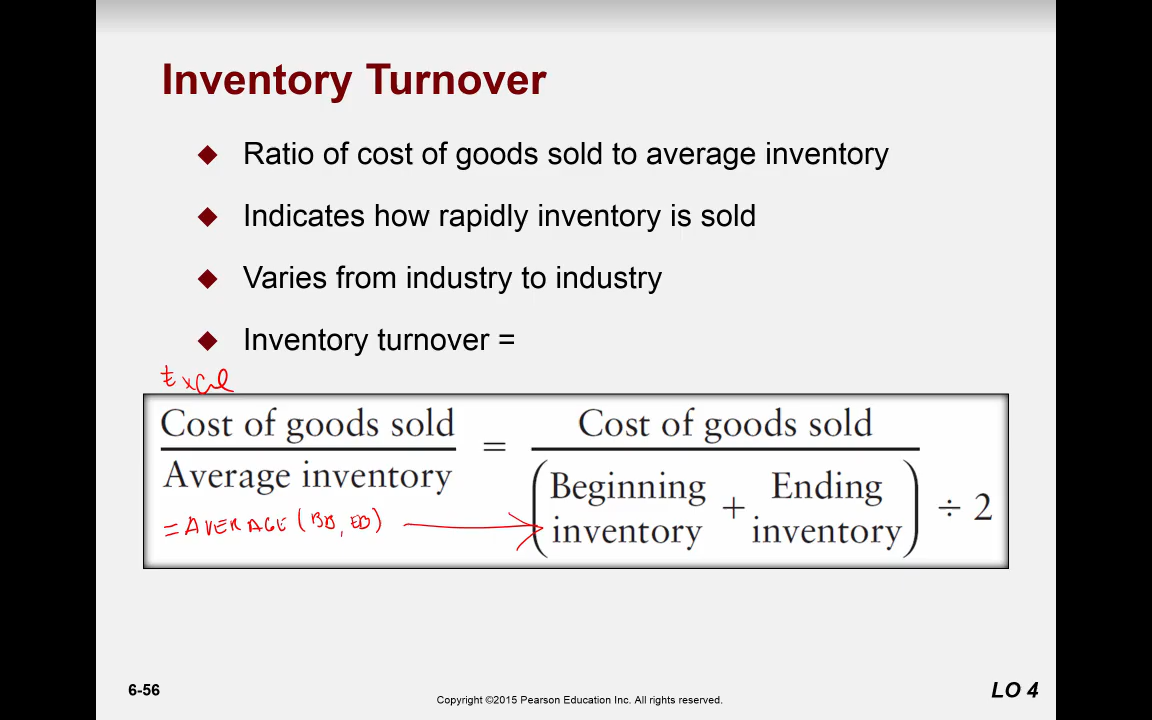 Inventory Turnover
Ratio of cost of goods sold to average inventory
Indicates how rapidly inventory is sold
Varies from industry to industry
Inventory turnover =
Excel
Cost of goods sold = Cost of goods sold
Average inventory (Beginning inventory + Ending inventory) ÷ 2
=AVERAGE(BB, EB)
6-56
Copyright ©2015 Pearson Education Inc. All rights reserved.
LO 4